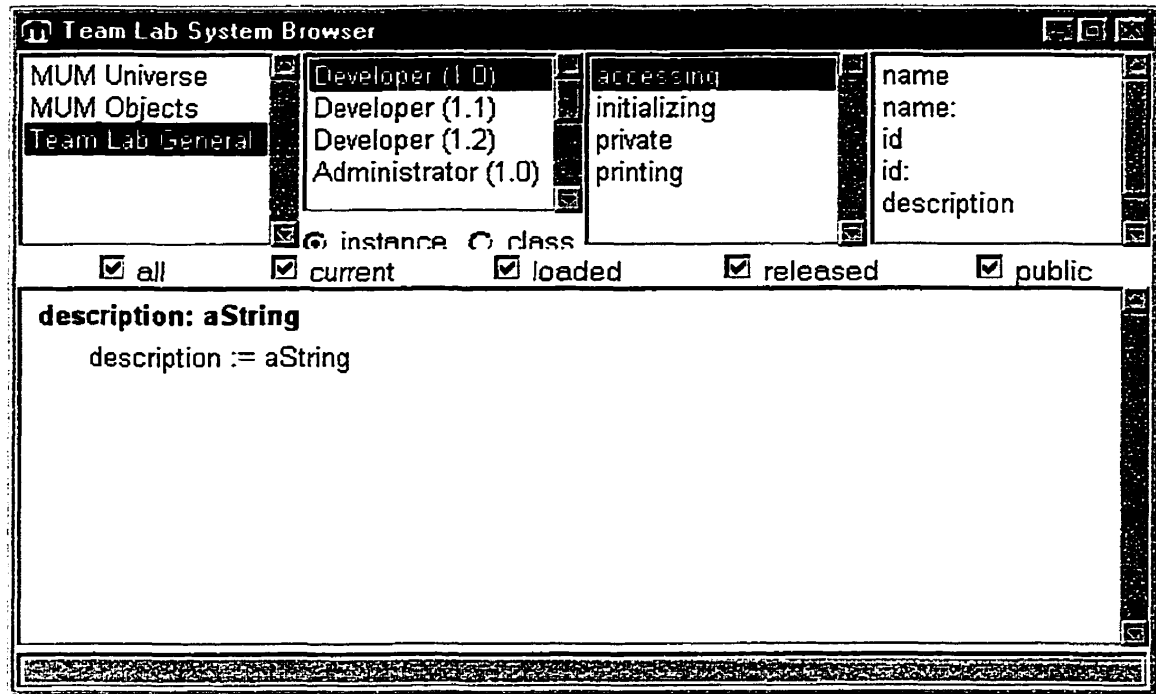 Team Lab System Browser
MUM Universe
MUM Objects
Team Lab General
Developer (1.0)
Developer (1.1)
Developer (1.2)
Administrator (1.0)
instance class
accessing
initializing
private
printing
name
name:
id
id:
description
all current loaded released public
description: aString
description := aString